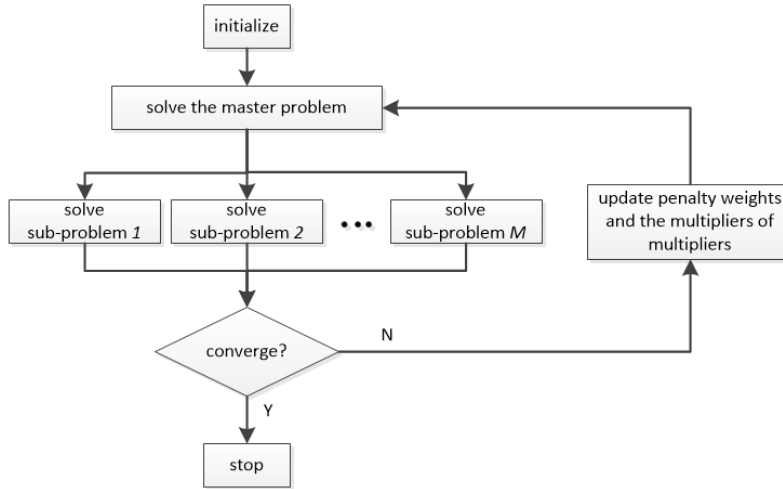 initialize
solve the master problem
solve
sub-problem 1
solve
sub-problem 2
•••
solve
sub-problem M
update penalty weights
and the multipliers of
multipliers
converge?
N
Y
stop